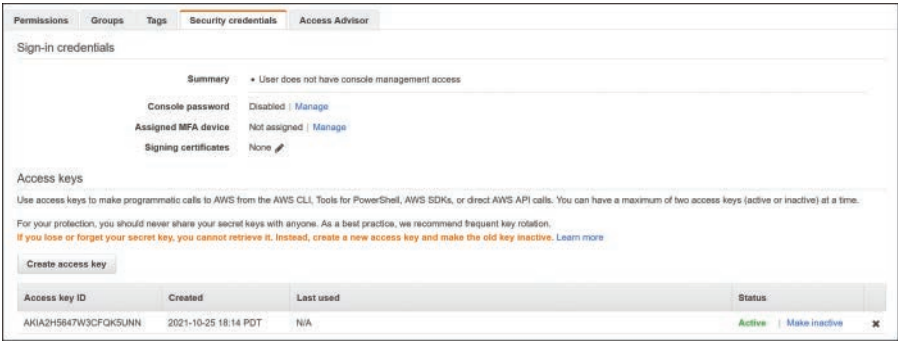 Permissions Groups Tags Security credentials Access Advisor
Sign-in credentials
Summary • User does not have console management access
Console password Disabled | Manage
Assigned MFA device Not assigned | Manage
Signing certificates None
Access keys
Use access keys to make programmatic calls to AWS from the AWS CLI, Tools for PowerShell, AWS SDKs, or direct AWS API calls. You can have a maximum of two access keys (active or inactive) at a time.
For your protection, you should never share your secret keys with anyone. As a best practice, we recommend frequent key rotation.
If you lose or forget your secret key, you cannot retrieve it. Instead, create a new access key and make the old key inactive. Learn more
Create access key
Access key ID Created Last used Status
AKIA2H5647W3CFQK5UNN 2021-10-25 18:14 PDT N/A Active | Make inactive ✖